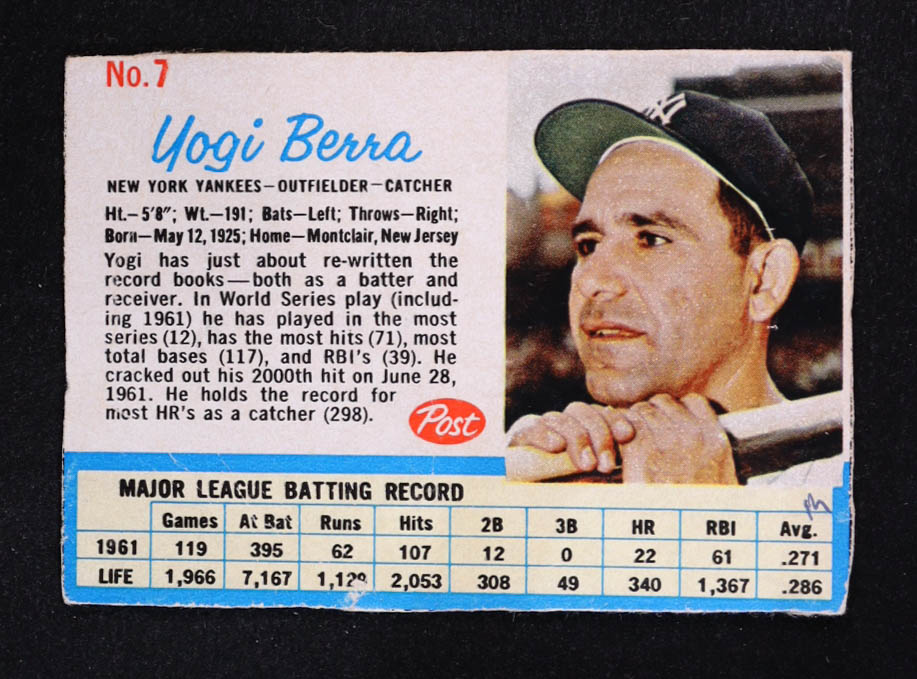 No. 7
Yogi Berra
NEW YORK YANKEES—OUTFIELDER—CATCHER
Ht.—5'8"; Wt.—191; Bats—Left; Throws—Right;
Born—May 12, 1925; Home—Montclair, New Jersey
Yogi has just about re-written the
record books—both as a batter and
receiver. In World Series play (includ-
ing 1961) he has played in the most
series (12), has the most hits (71), most
total bases (117), and RBI's (39). He
cracked out his 2000th hit on June 28,
1961. He holds the record for
most HR's as a catcher (298).
Post
MAJOR LEAGUE BATTING RECORD
Games At Bat Runs Hits 2B 3B HR RBI Avg.
1961 119 395 62 107 12 0 22 61 .271
LIFE 1,966 7,167 2,053 308 49 340 1,367 .286